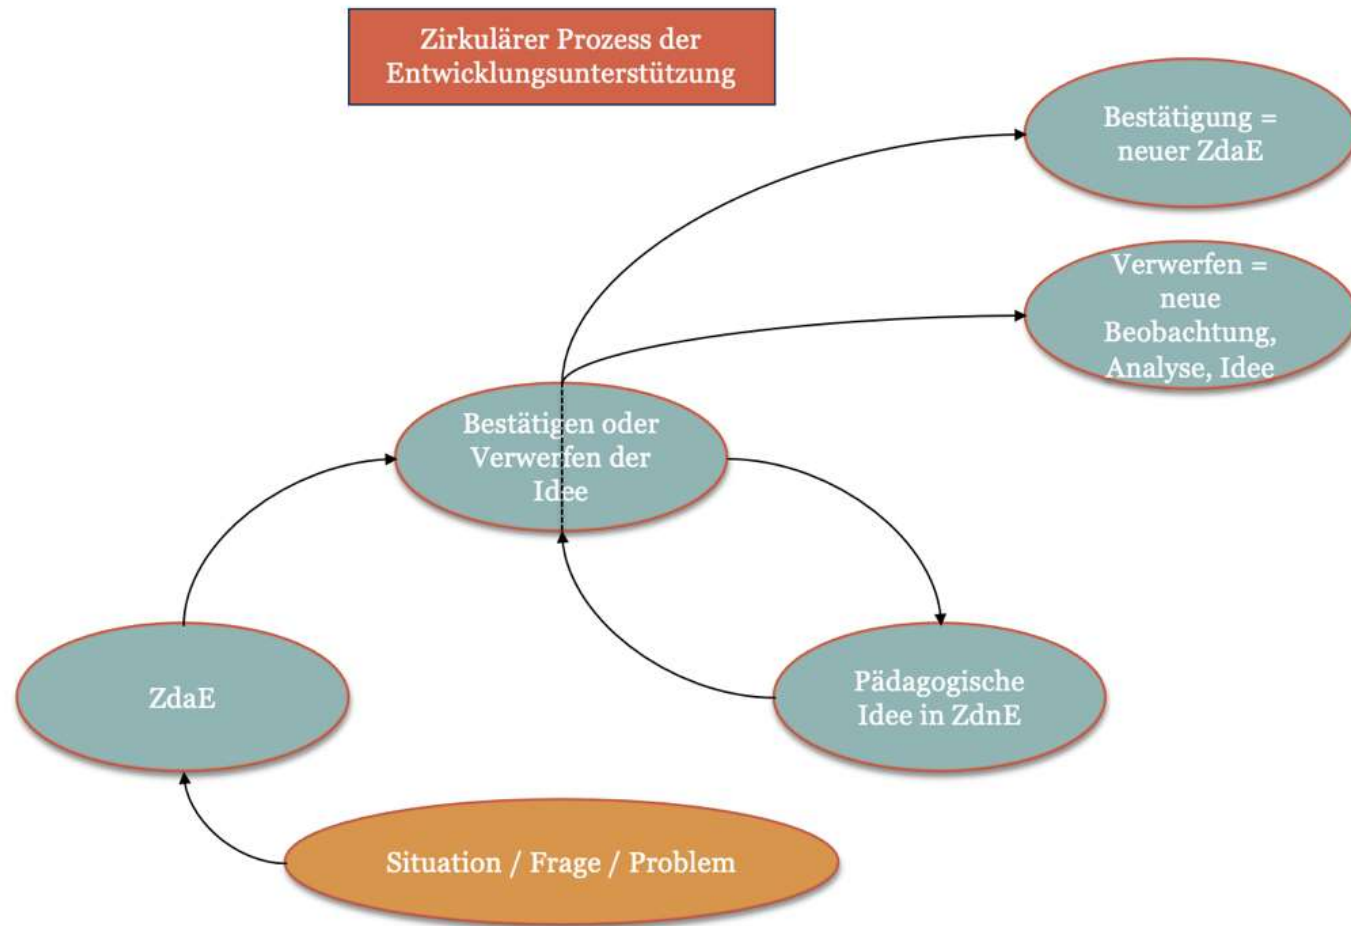 Zirkulärer Prozess der
Entwicklungsunterstützung
Bestätigung =
neuer ZdaE
Verwerfen =
neue
Beobachtung,
Analyse, Idee
Bestätigen oder
Verwerfen der
Idee
ZdaE
Pädagogische
Idee in ZdnE
Situation / Frage / Problem